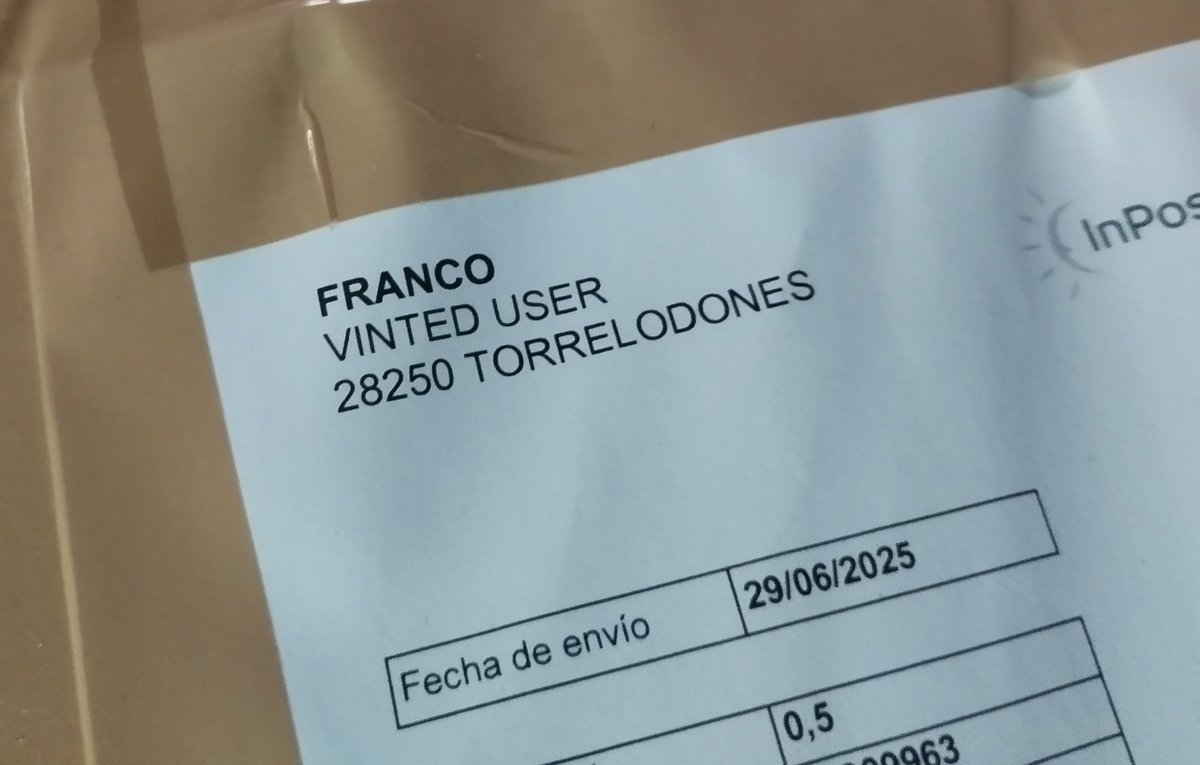 FRANCO
VINTED USER
28250 TORRELODONES
InPos
Fecha de envío 29/06/2025
0,5